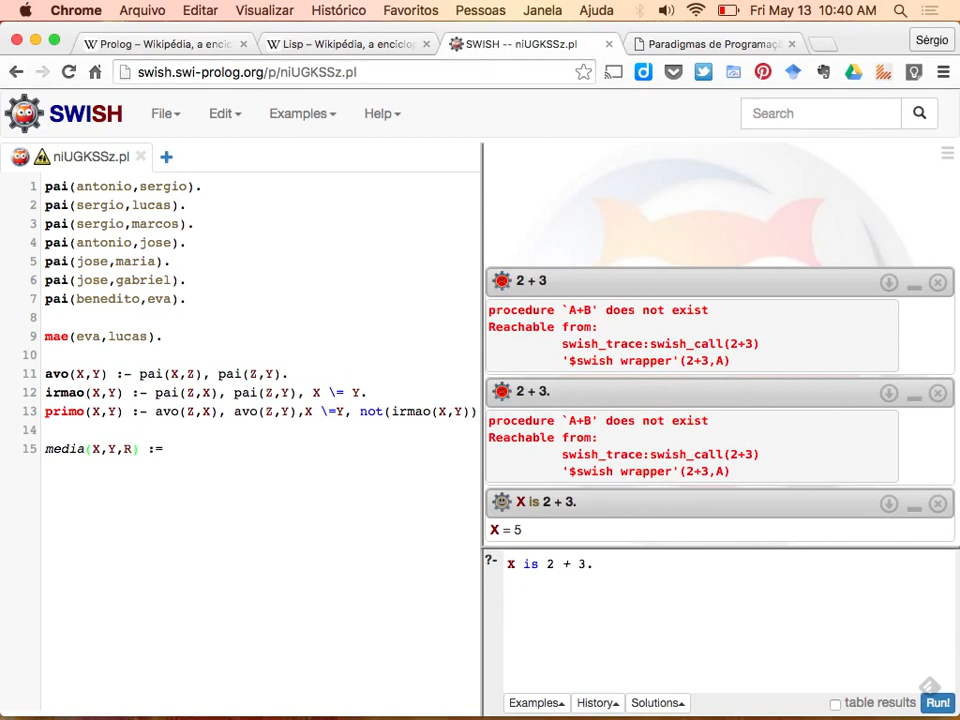 Chrome Arquivo Editar Visualizar Histórico Favoritos Pessoas Janela Ajuda Fri May 13 10:40 AM
Prolog – Wikipédia, a encic
Lisp – Wikipédia, a enciclop
SWISH -- niUGKSSz.pl
Paradigmas de Programaç
Sérgio
swish.swi-prolog.org/p/niUGKSSz.pl
SWISH File Edit Examples Help Search
niUGKSSz.pl
1 pai(antonio,sergio).
2 pai(sergio,lucas).
3 pai(sergio,marcos).
4 pai(antonio,jose).
5 pai(jose,maria).
6 pai(jose,gabriel).
7 pai(benedito,eva).
8
9 mae(eva,lucas).
10
11 avo(X,Y) :- pai(X,Z), pai(Z,Y).
12 irmao(X,Y) :- pai(Z,X), pai(Z,Y), X \= Y.
13 primo(X,Y) :- avo(Z,X), avo(Z,Y),X \=Y, not(irmao(X,Y))
14
15 media(X,Y,R) :=
2 + 3
procedure `A+B' does not exist
Reachable from:
swish_trace:swish_call(2+3)
'$swish wrapper'(2+3,A)
2 + 3.
procedure `A+B' does not exist
Reachable from:
swish_trace:swish_call(2+3)
'$swish wrapper'(2+3,A)
X is 2 + 3.
X = 5
?- X is 2 + 3.
Examples History Solutions table results Run!